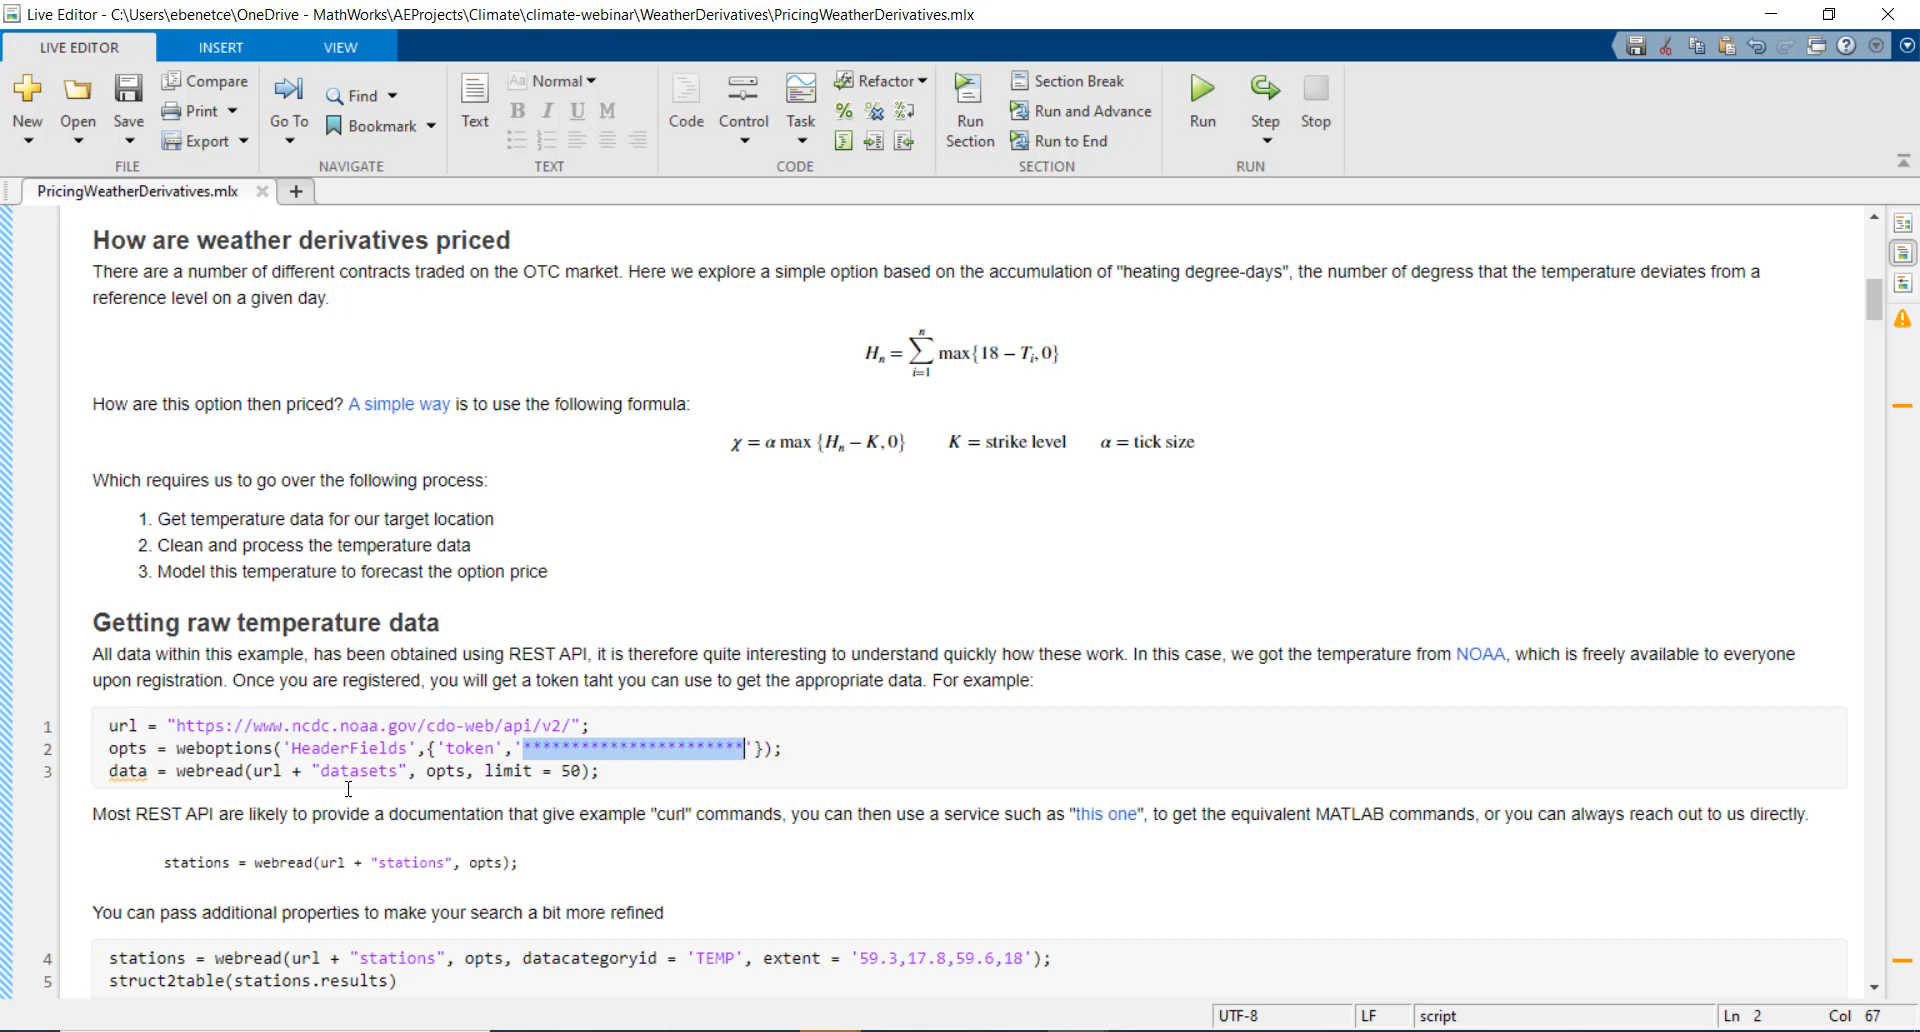 Live Editor - C:\Users\ebenetce\OneDrive - MathWorks\AEProjects\Climate\climate-webinar\WeatherDerivatives\PricingWeatherDerivatives.mlx
LIVE EDITOR INSERT VIEW
New Open Save Compare Print Export
FILE
Go To Find Bookmark
NAVIGATE
Text Aa Normal B I U M
TEXT
Code Control Task Refactor
CODE
Run Section Section Break Run and Advance Run to End
SECTION
Run Step Stop
RUN
PricingWeatherDerivatives.mlx
How are weather derivatives priced
There are a number of different contracts traded on the OTC market. Here we explore a simple option based on the accumulation of "heating degree-days", the number of degress that the temperature deviates from a
reference level on a given day.
Hₙ = ∑ⁿᵢ₌₁ max{18 − Tᵢ, 0}
How are this option then priced? A simple way is to use the following formula:
χ = α max {Hₙ − K, 0} K = strike level α = tick size
Which requires us to go over the following process:
1. Get temperature data for our target location
2. Clean and process the temperature data
3. Model this temperature to forecast the option price
Getting raw temperature data
All data within this example, has been obtained using REST API, it is therefore quite interesting to understand quickly how these work. In this case, we got the temperature from NOAA, which is freely available to everyone
upon registration. Once you are registered, you will get a token taht you can use to get the appropriate data. For example:
1 url = "https://www.ncdc.noaa.gov/cdo-web/api/v2/";
2 opts = weboptions('HeaderFields',{'token','***********************'});
3 data = webread(url + "datasets", opts, limit = 50);
Most REST API are likely to provide a documentation that give example "curl" commands, you can then use a service such as "this one", to get the equivalent MATLAB commands, or you can always reach out to us directly.
stations = webread(url + "stations", opts);
You can pass additional properties to make your search a bit more refined
4 stations = webread(url + "stations", opts, datacategoryid = 'TEMP', extent = '59.3,17.8,59.6,18');
5 struct2table(stations.results)
UTF-8 LF script Ln 2 Col 67